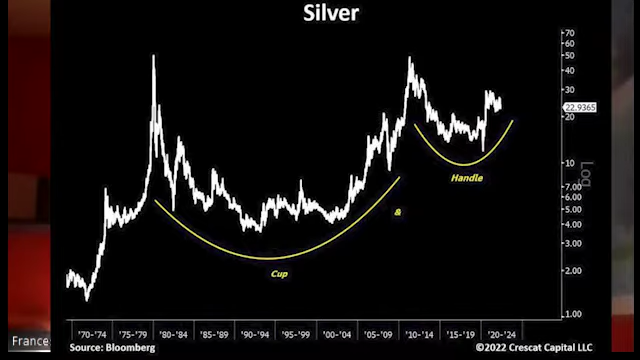 Silver
70
60
50
40
30
22.9365
20
10
7.00
6.00
5.00
4.00
3.00
2.00
1.00
Log
Handle
&
Cup
'70-'74 '75-'79 '80-'84 '85-'89 '90-'94 '95-'99 '00-'04 '05-'09 '10-'14 '15-'19 '20-'24
France
Source: Bloomberg ©2022 Crescat Capital LLC